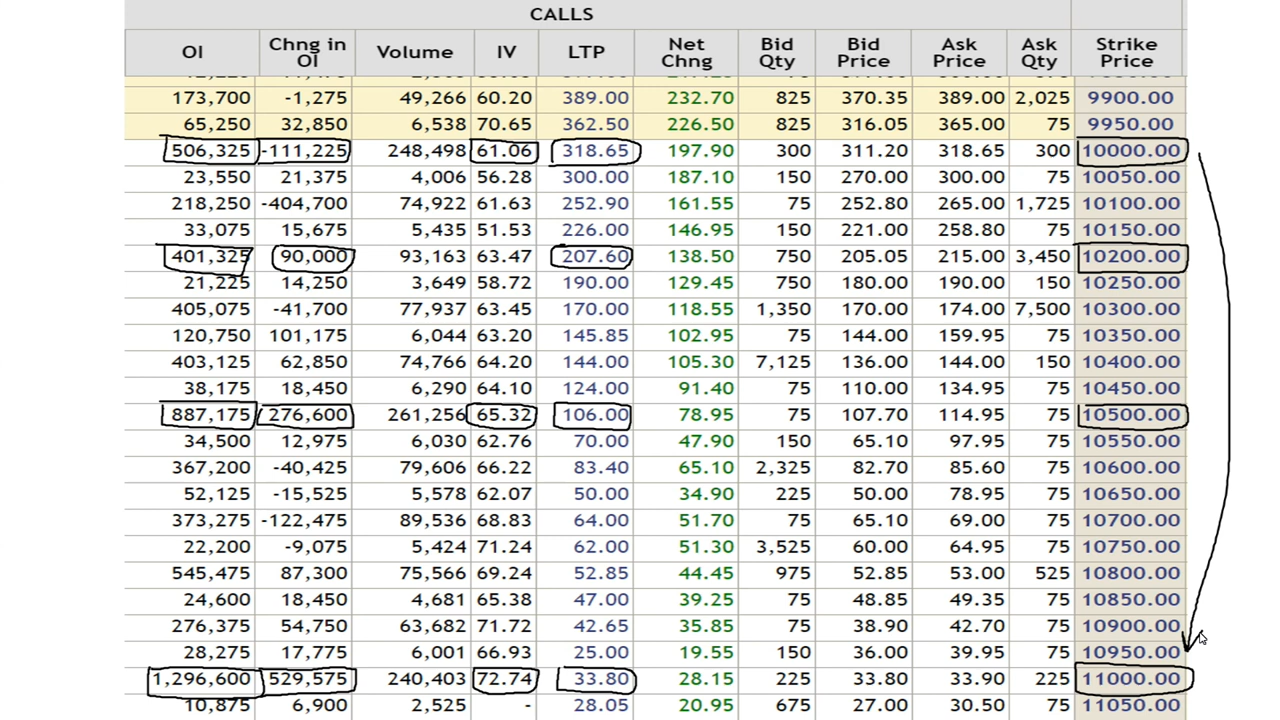 CALLS
OI Chng in OI Volume IV LTP Net Chng Bid Qty Bid Price Ask Price Ask Qty Strike Price
173,700 -1,275 49,266 60.20 389.00 232.70 825 370.35 389.00 2,025 9900.00
65,250 32,850 6,538 70.65 362.50 226.50 825 316.05 365.00 75 9950.00
506,325 -111,225 248,498 61.06 318.65 197.90 300 311.20 318.65 300 10000.00
23,550 21,375 4,006 56.28 300.00 187.10 150 270.00 300.00 75 10050.00
218,250 -404,700 74,922 61.63 252.90 161.55 75 252.80 265.00 1,725 10100.00
33,075 15,675 5,435 51.53 226.00 146.95 150 221.00 258.80 75 10150.00
401,325 90,000 93,163 63.47 207.60 138.50 750 205.05 215.00 3,450 10200.00
21,225 14,250 3,649 58.72 190.00 129.45 750 180.00 190.00 150 10250.00
405,075 -41,700 77,937 63.45 170.00 118.55 1,350 170.00 174.00 7,500 10300.00
120,750 101,175 6,044 63.20 145.85 102.95 75 144.00 159.95 75 10350.00
403,125 62,850 74,766 64.20 144.00 105.30 7,125 136.00 144.00 150 10400.00
38,175 18,450 6,290 64.10 124.00 91.40 75 110.00 134.95 75 10450.00
887,175 276,600 261,256 65.32 106.00 78.95 75 107.70 114.95 75 10500.00
34,500 12,975 6,030 62.76 70.00 47.90 150 65.10 97.95 75 10550.00
367,200 -40,425 79,606 66.22 83.40 65.10 2,325 82.70 85.60 75 10600.00
52,125 -15,525 5,578 62.07 50.00 34.90 225 50.00 78.95 75 10650.00
373,275 -122,475 89,536 68.83 64.00 51.70 75 65.10 69.00 75 10700.00
22,200 -9,075 5,424 71.24 62.00 51.30 3,525 60.00 64.95 75 10750.00
545,475 87,300 75,566 69.24 52.85 44.45 975 52.85 53.00 525 10800.00
24,600 18,450 4,681 65.38 47.00 39.25 75 48.85 49.35 75 10850.00
276,375 54,750 63,682 71.72 42.65 35.85 75 38.90 42.70 75 10900.00
28,275 17,775 6,001 66.93 25.00 19.55 150 36.00 39.95 75 10950.00
1,296,600 529,575 240,403 72.74 33.80 28.15 225 33.80 33.90 225 11000.00
10,875 6,900 2,525 - 28.05 20.95 675 27.00 30.50 75 11050.00